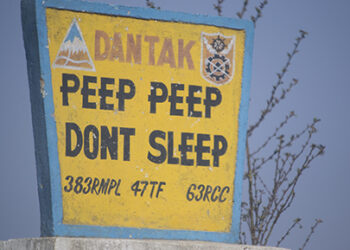 DANTAK
PEEP PEEP
DONT SLEEP
383RMPL 47TF 63RCC